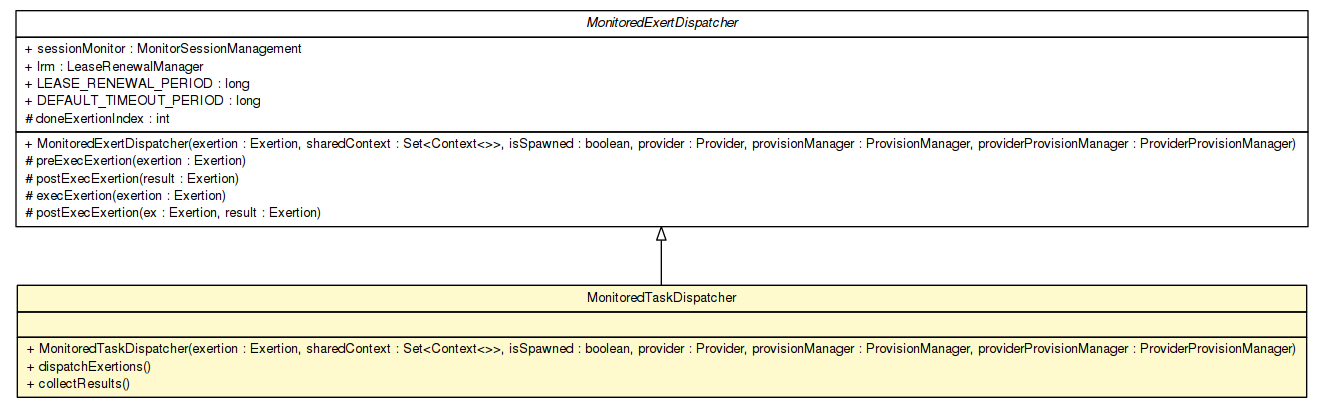 MonitoredExertDispatcher
+ sessionMonitor : MonitorSessionManagement
+ lrm : LeaseRenewalManager
+ LEASE_RENEWAL_PERIOD : long
+ DEFAULT_TIMEOUT_PERIOD : long
# doneExertionIndex : int
+ MonitoredExertDispatcher(exertion : Exertion, sharedContext : Set<Context<>>, isSpawned : boolean, provider : Provider, provisionManager : ProvisionManager, providerProvisionManager : ProviderProvisionManager)
# preExecExertion(exertion : Exertion)
# postExecExertion(result : Exertion)
# execExertion(exertion : Exertion)
# postExecExertion(ex : Exertion, result : Exertion)
MonitoredTaskDispatcher
+ MonitoredTaskDispatcher(exertion : Exertion, sharedContext : Set<Context<>>, isSpawned : boolean, provider : Provider, provisionManager : ProvisionManager, providerProvisionManager : ProviderProvisionManager)
+ dispatchExertions()
+ collectResults()